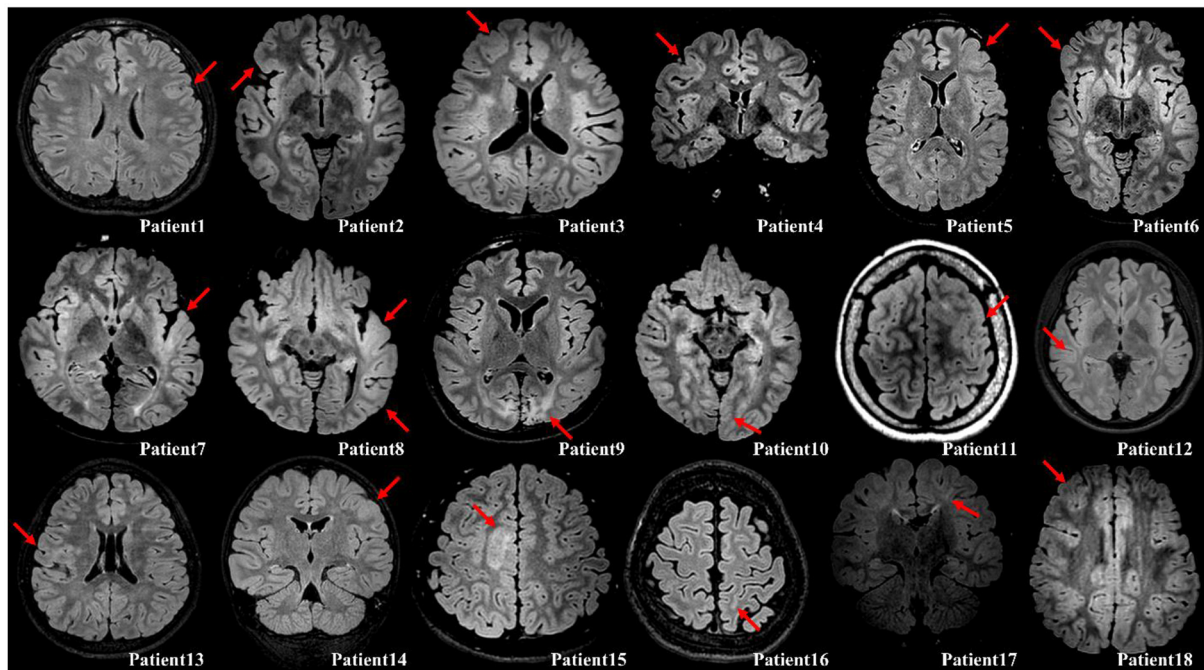 Patient1
Patient2
Patient3
Patient4
Patient5
Patient6
Patient7
Patient8
Patient9
Patient10
Patient11
Patient12
Patient13
Patient14
Patient15
Patient16
Patient17
Patient18